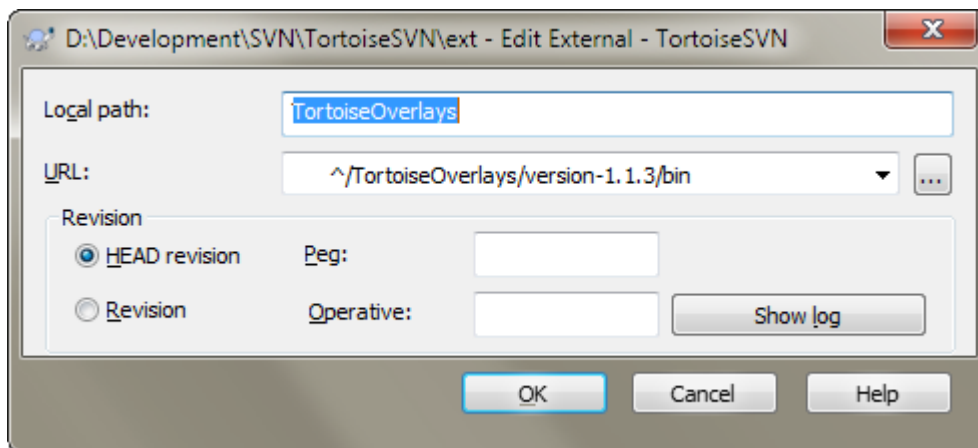 D:\Development\SVN\TortoiseSVN\ext - Edit External - TortoiseSVN
Local path: TortoiseOverlays
URL: ^/TortoiseOverlays/version-1.1.3/bin ...
Revision
HEAD revision Peg:
Revision Operative: Show log
OK Cancel Help